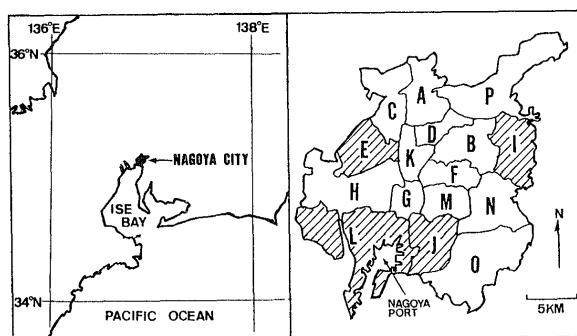 136°E
138°E
36°N
NAGOYA CITY
ISE
BAY
34°N
PACIFIC OCEAN
A
P
C
D
B
I
E
K
F
H
G
M
N
L
J
O
N
NAGOYA
PORT
5KM